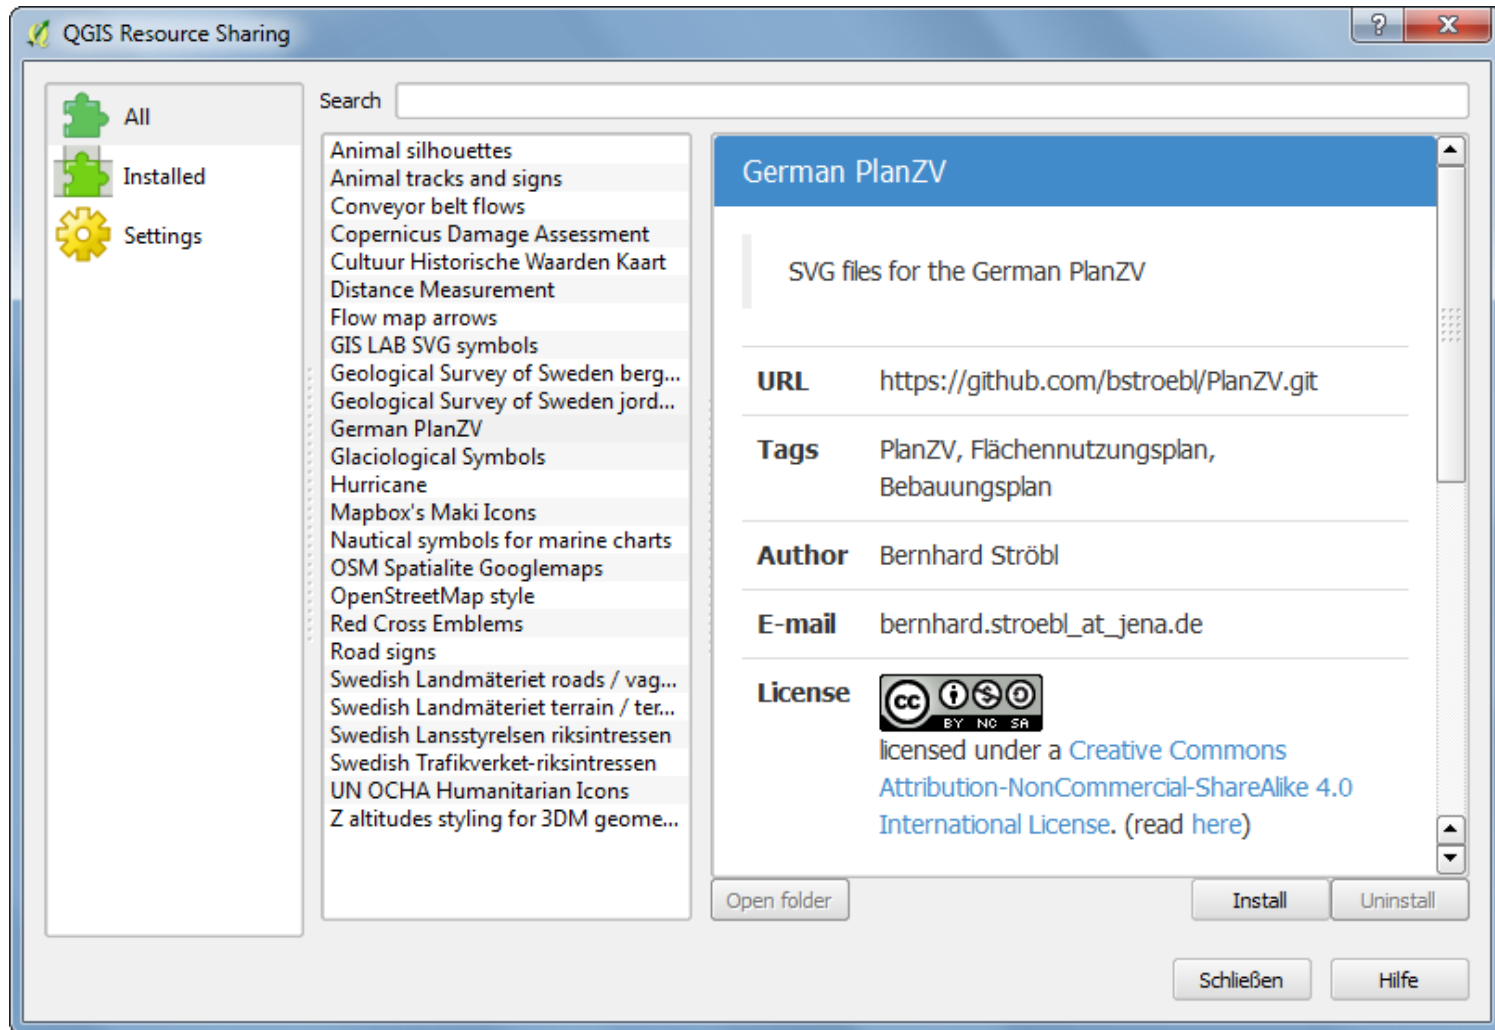 QGIS Resource Sharing
All
Installed
Settings
Search
Animal silhouettes
Animal tracks and signs
Conveyor belt flows
Copernicus Damage Assessment
Cultuur Historische Waarden Kaart
Distance Measurement
Flow map arrows
GIS LAB SVG symbols
Geological Survey of Sweden berg...
Geological Survey of Sweden jord...
German PlanZV
Glaciological Symbols
Hurricane
Mapbox's Maki Icons
Nautical symbols for marine charts
OSM Spatialite Googlemaps
OpenStreetMap style
Red Cross Emblems
Road signs
Swedish Landmäteriet roads / vag...
Swedish Landmäteriet terrain / ter...
Swedish Lansstyrelsen riksintressen
Swedish Trafikverket-riksintressen
UN OCHA Humanitarian Icons
Z altitudes styling for 3DM geome...
German PlanZV
SVG files for the German PlanZV
URL https://github.com/bstroebl/PlanZV.git
Tags PlanZV, Flächennutzungsplan,
Bebauungsplan
Author Bernhard Ströbl
E-mail bernhard.stroebl_at_jena.de
License
cc
BY NC SA
licensed under a Creative Commons
Attribution-NonCommercial-ShareAlike 4.0
International License. (read here)
Open folder
Install
Uninstall
Schließen
Hilfe